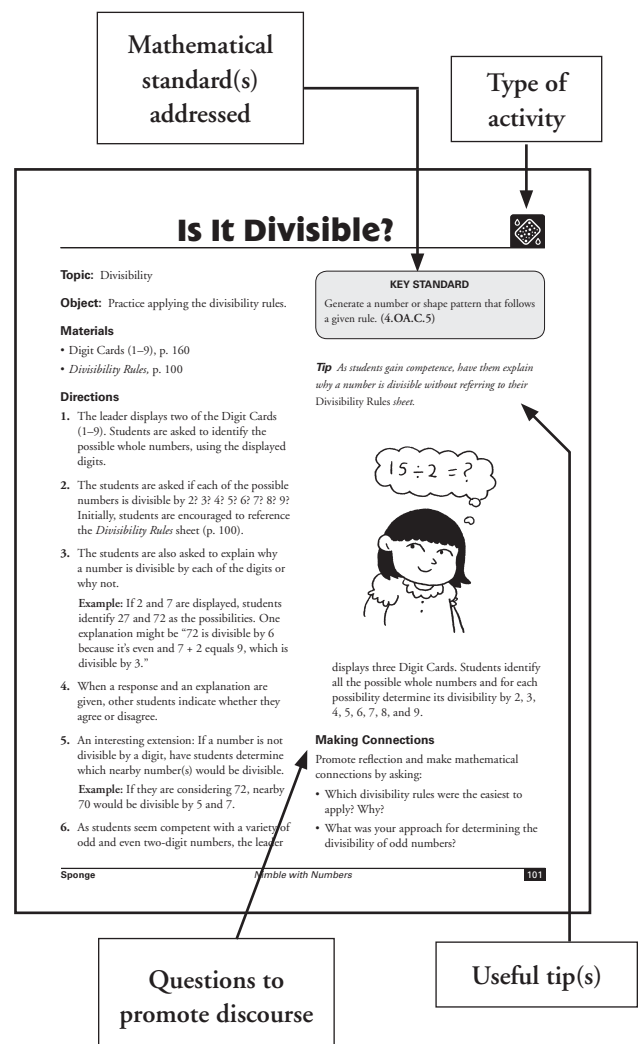 Mathematical
standard(s)
addressed
Type of
activity
Is It Divisible?
Topic: Divisibility
Object: Practice applying the divisibility rules.
Materials
• Digit Cards (1–9), p. 160
• Divisibility Rules, p. 100
Directions
1. The leader displays two of the Digit Cards
(1–9). Students are asked to identify the
possible whole numbers, using the displayed
digits.
2. The students are asked if each of the possible
numbers is divisible by 2? 3? 4? 5? 6? 7? 8? 9?
Initially, students are encouraged to reference
the Divisibility Rules sheet (p. 100).
3. The students are also asked to explain why
a number is divisible by each of the digits or
why not.
Example: If 2 and 7 are displayed, students
identify 27 and 72 as the possibilities. One
explanation might be “72 is divisible by 6
because it’s even and 7 + 2 equals 9, which is
divisible by 3.”
4. When a response and an explanation are
given, other students indicate whether they
agree or disagree.
5. An interesting extension: If a number is not
divisible by a digit, have students determine
which nearby number(s) would be divisible.
Example: If they are considering 72, nearby
70 would be divisible by 5 and 7.
6. As students seem competent with a variety of
odd and even two-digit numbers, the leader
KEY STANDARD
Generate a number or shape pattern that follows
a given rule. (4.OA.C.5)
Tip As students gain competence, have them explain
why a number is divisible without referring to their
Divisibility Rules sheet.
15 ÷ 2 = ?
displays three Digit Cards. Students identify
all the possible whole numbers and for each
possibility determine its divisibility by 2, 3,
4, 5, 6, 7, 8, and 9.
Making Connections
Promote reflection and make mathematical
connections by asking:
• Which divisibility rules were the easiest to
apply? Why?
• What was your approach for determining the
divisibility of odd numbers?
Sponge Nimble with Numbers 101
Questions to
promote discourse
Useful tip(s)